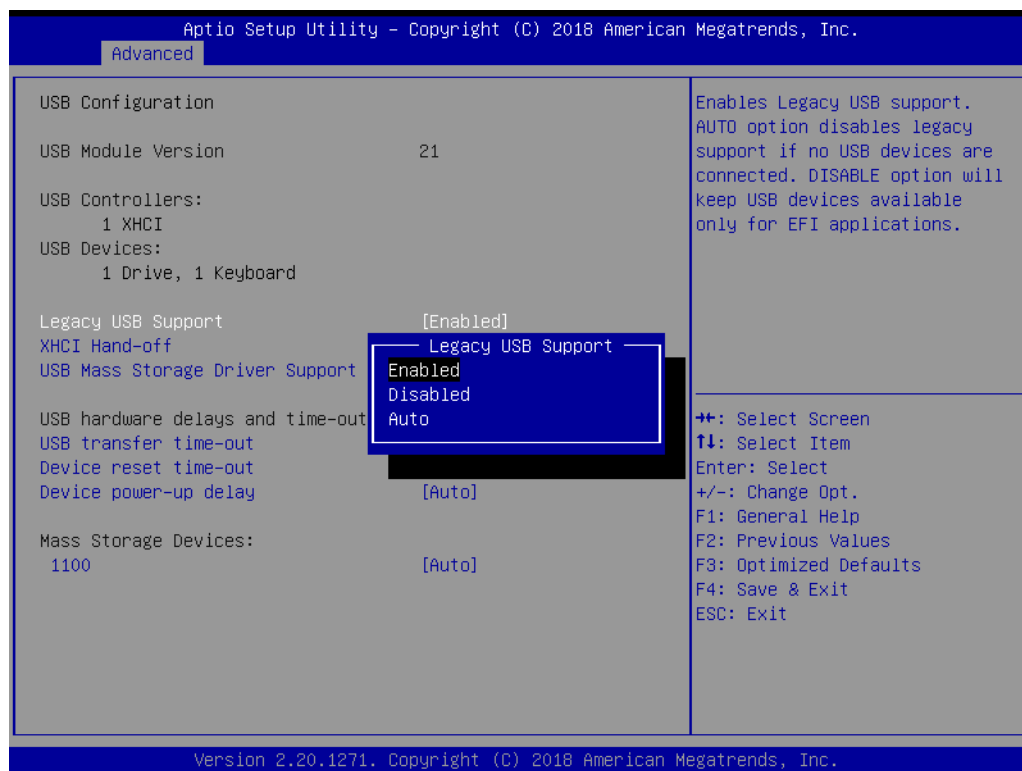 Aptio Setup Utility – Copyright (C) 2018 American Megatrends, Inc.
Advanced
USB Configuration
USB Module Version 21
USB Controllers:
1 XHCI
USB Devices:
1 Drive, 1 Keyboard
Legacy USB Support [Enabled]
XHCI Hand-off
USB Mass Storage Driver Support
USB hardware delays and time-out
USB transfer time-out
Device reset time-out
Device power-up delay [Auto]
Mass Storage Devices:
1100 [Auto]
Legacy USB Support
Enabled
Disabled
Auto
Enables Legacy USB support.
AUTO option disables legacy
support if no USB devices are
connected. DISABLE option will
keep USB devices available
only for EFI applications.
→←: Select Screen
↑↓: Select Item
Enter: Select
+/-: Change Opt.
F1: General Help
F2: Previous Values
F3: Optimized Defaults
F4: Save & Exit
ESC: Exit
Version 2.20.1271. Copyright (C) 2018 American Megatrends, Inc.